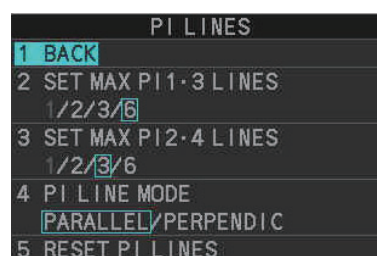 PI LINES
1 BACK
2 SET MAX PI1·3 LINES
1/2/3/6
3 SET MAX PI2·4 LINES
1/2/3/6
4 PI LINE MODE
PARALLEL/PERPENDIC
5 RESET PI LINES